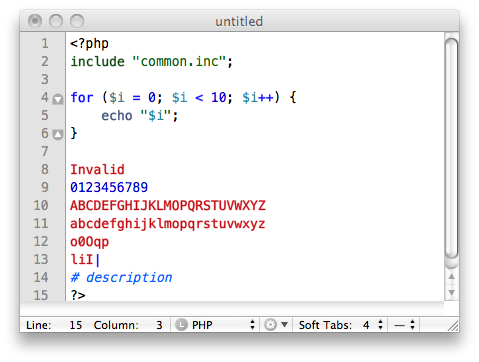 untitled
1 <?php
2 include "common.inc";
3
4 for ($i = 0; $i < 10; $i++) {
5     echo "$i";
6 }
7
8 Invalid
9 0123456789
10 ABCDEFGHIJKLMOPQRSTUVWXYZ
11 abcdefghijklmopqrstuvwxyz
12 o0Oqp
13 liI|
14 # description
15 ?>
Line: 15 Column: 3 L PHP Soft Tabs: 4 —